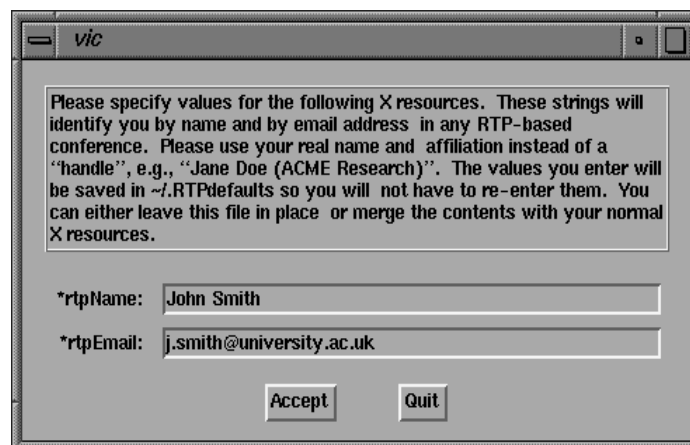 vic
Please specify values for the following X resources.  These strings will
identify you by name and by email address  in any RTP-based
conference.  Please use your real name and  affiliation instead of a
‘‘handle’’, e.g., ‘‘Jane Doe (ACME Research)’’.  The values you enter will
be saved in ~/.RTPdefaults so you will  not have to re-enter them.  You
can either leave this file in place  or merge the contents with your normal
X resources.
*rtpName: John Smith
*rtpEmail: j.smith@university.ac.uk
Accept Quit